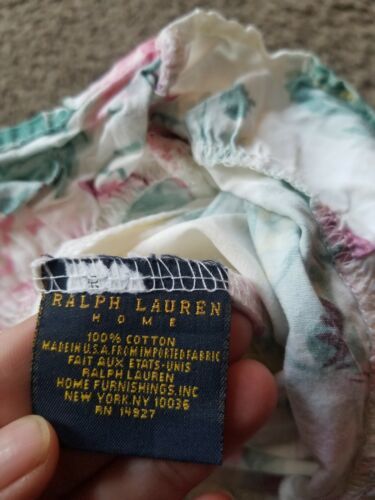 RALPH LAUREN
HOME
100% COTTON
MADE IN U.S.A. FROM IMPORTED FABRIC
FAIT AUX ETATS-UNIS
RALPH LAUREN
HOME FURNISHINGS, INC
NEW YORK, NY 10036
RN 14927